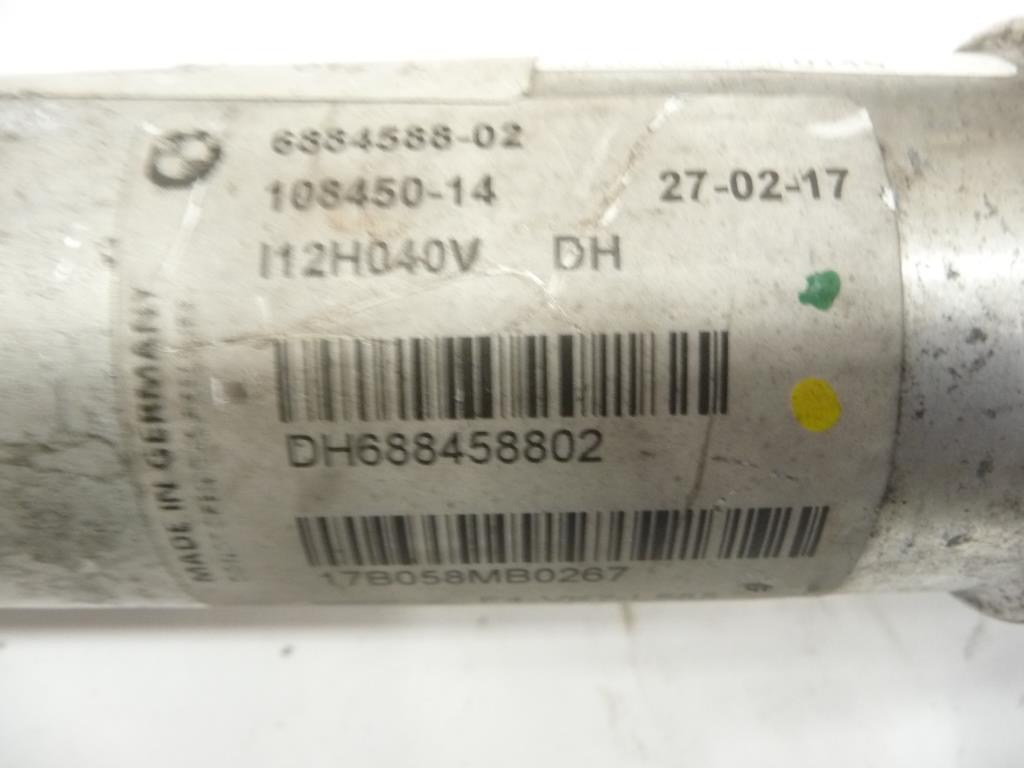 6884588-02
108450-14 27-02-17
I12H040V DH
DH688458802
17B058MB0267
MADE IN GERMANY